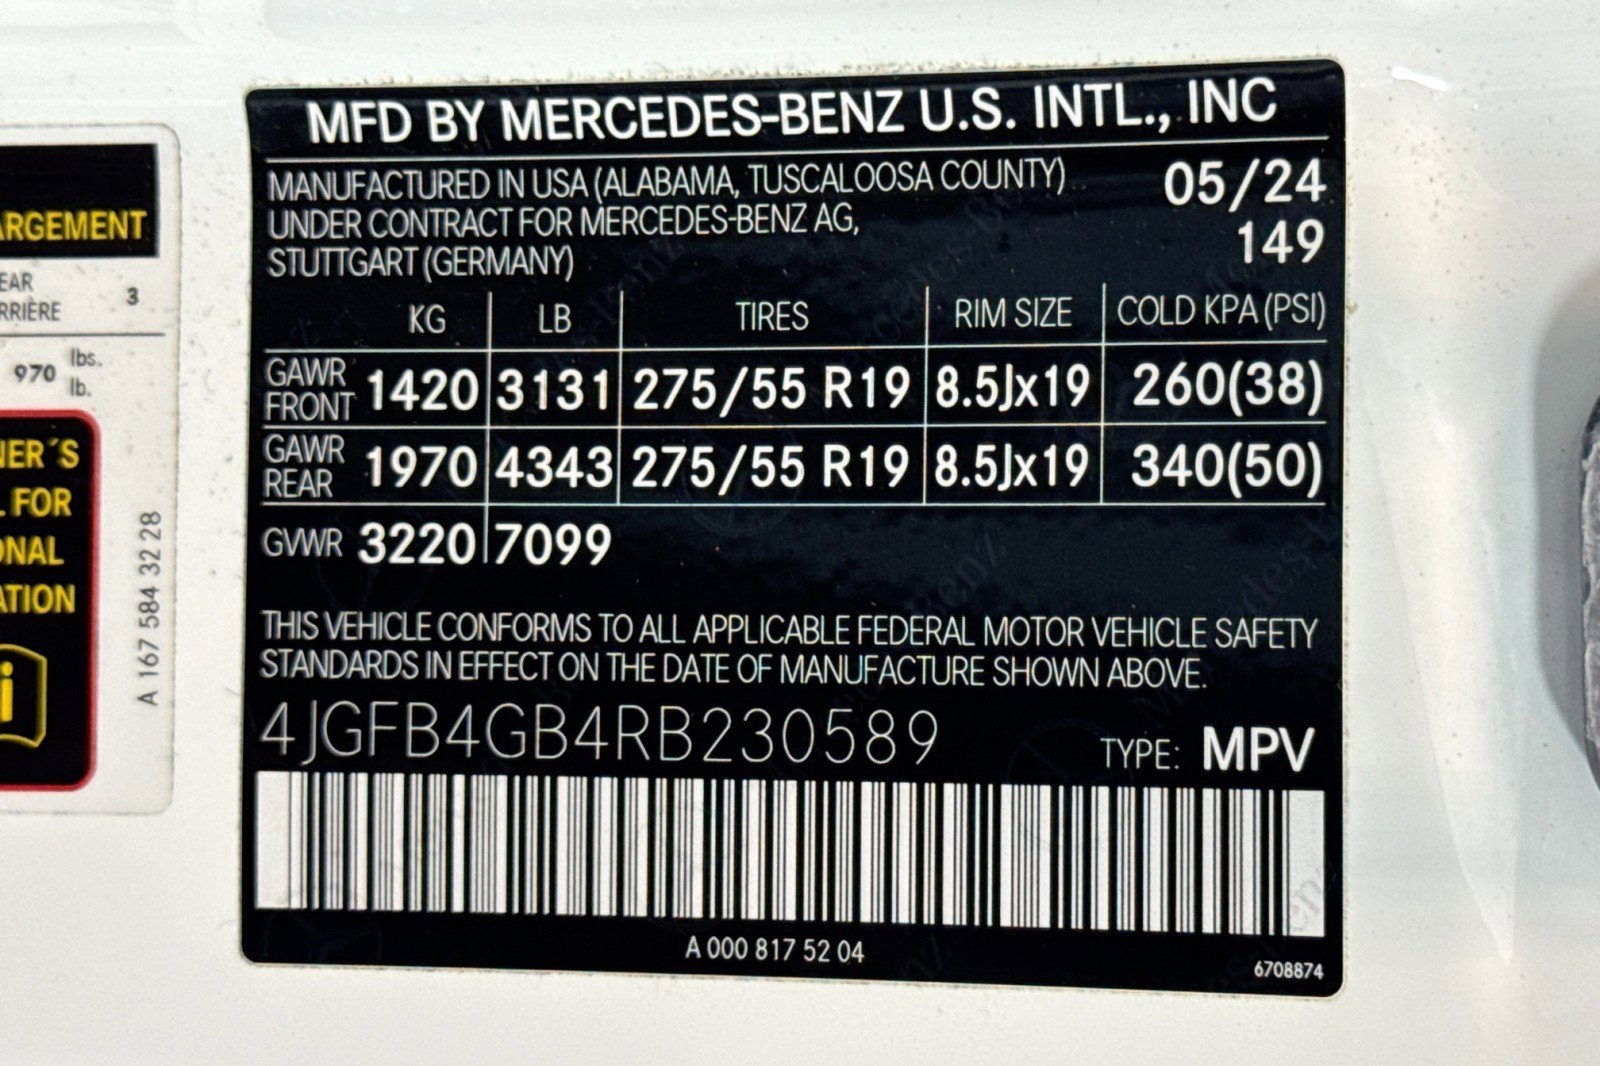 MFD BY MERCEDES-BENZ U.S. INTL., INC
MANUFACTURED IN USA (ALABAMA, TUSCALOOSA COUNTY) 05/24
UNDER CONTRACT FOR MERCEDES-BENZ AG, 149
STUTTGART (GERMANY)
KG LB TIRES RIM SIZE COLD KPA (PSI)
GAWR FRONT 1420 3131 275/55 R19 8.5Jx19 260(38)
GAWR REAR 1970 4343 275/55 R19 8.5Jx19 340(50)
GVWR 3220 7099
THIS VEHICLE CONFORMS TO ALL APPLICABLE FEDERAL MOTOR VEHICLE SAFETY
STANDARDS IN EFFECT ON THE DATE OF MANUFACTURE SHOWN ABOVE.
4JGFB4GB4RB230589 TYPE: MPV
A 000 817 52 04
6708874
ARGEMENT
EAR
RRIÈRE 3
970 lbs.
lb.
NER´S
L FOR
ONAL
ATION
i
A 167 584 32 28